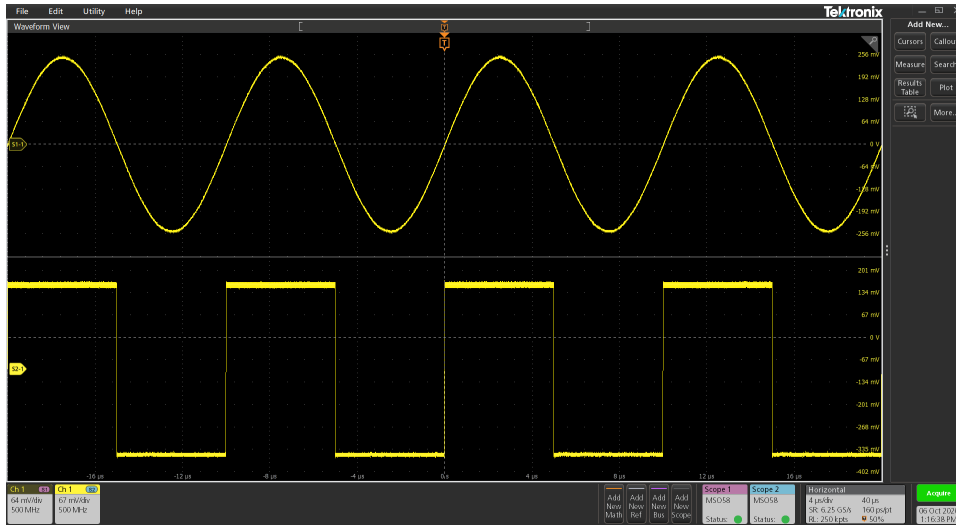 File Edit Utility Help
Tektronix
Add New...
Waveform View
Cursors
Callou
Measure
Search
Results
Table
Plot
More..
T
256 mV
192 mV
128 mV
64 mV
0 V
-64 mV
-128 mV
-192 mV
-256 mV
S1-1
201 mV
134 mV
67 mV
0 V
-67 mV
-134 mV
-201 mV
-268 mV
-335 mV
-402 mV
S2-1
-16 µs -12 µs -8 µs -4 µs 0 s 4 µs 8 µs 12 µs 16 µs
Ch 1
64 mV/div
500 MHz
Ch 1
67 mV/div
500 MHz
Add
New
Math
Add
New
Ref
Add
New
Bus
Add
New
Scope
Scope 1
MSO58
Status:
Scope 2
MSO58
Status:
Horizontal
4 µs/div 40 µs
SR: 6.25 GS/s 160 ps/pt
RL: 250 kpts 50%
Acquire
06 Oct 2020
1:16:38 PM